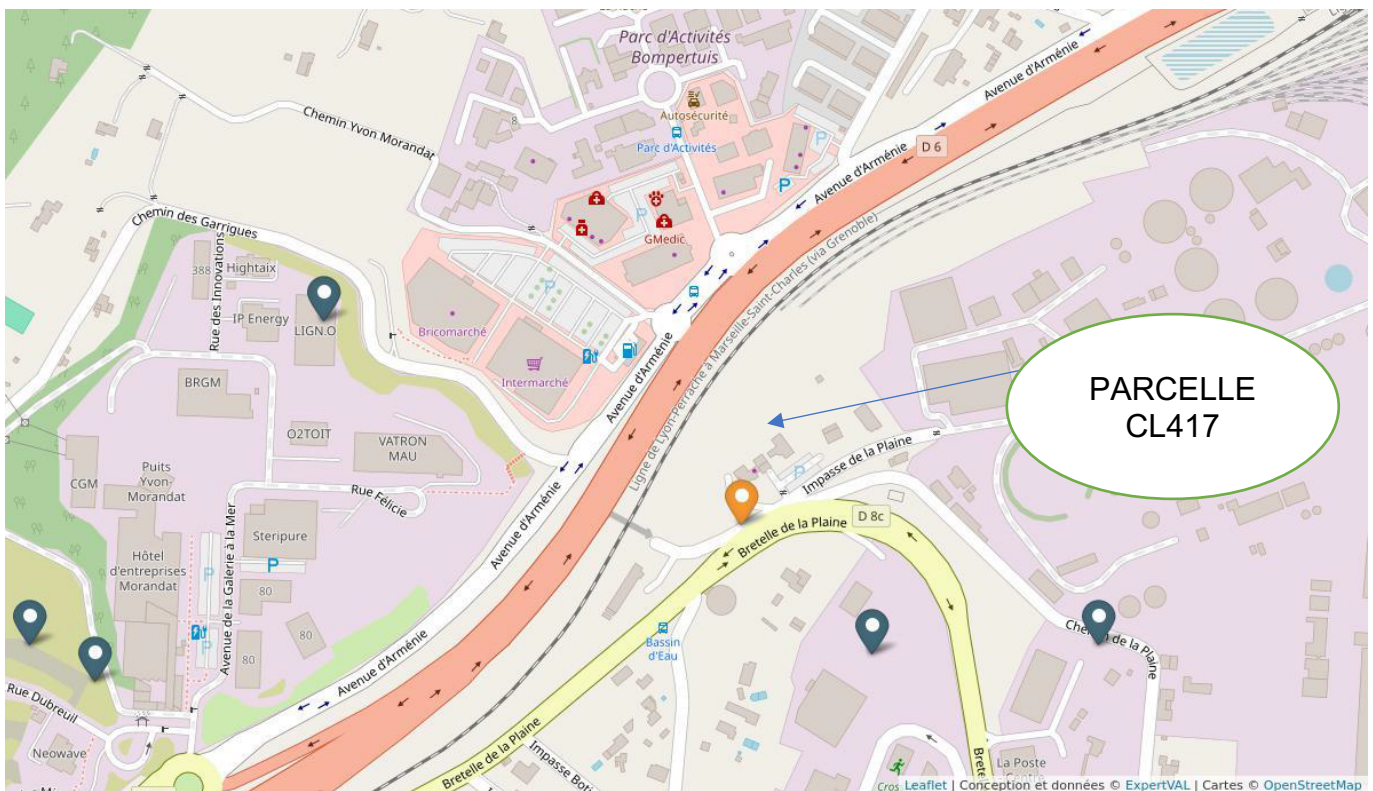 Parc d'Activités
Bompertuis
Autosécurité
Parc d'Activités
8
P
P
P
Avenue d'Arménie
D 6
Avenue d'Arménie
Chemin Yvon Morandat
Chemin des Garrigues
GMedic
P
388
Hightaix
Rue des Innovations
IP Energy
LIGN.O
Bricomarché
Intermarché
Avenue d'Arménie
Ligne de Lyon-Perrache à Marseille-Saint-Charles (via Grenoble)
PARCELLE
CL417
BRGM
O2TOIT
VATRON
MAU
CGM
Puits
Yvon
Morandat
Rue Félicie
Avenue d'Arménie
P
Impasse de la Plaine
D 8c
Bretelle de la Plaine
Steripure
P
P
Hôtel
d'entreprises
Morandat
80
80
80
P
Avenue de la Galerie à la Mer
Avenue d'Arménie
Bassin
d'Eau
Chemin de la Plaine
Rue Dubreuil
Neowave
Bretelle de la Plaine
La Poste
Leaflet | Conception et données © ExpertVAL | Cartes © OpenStreetMap